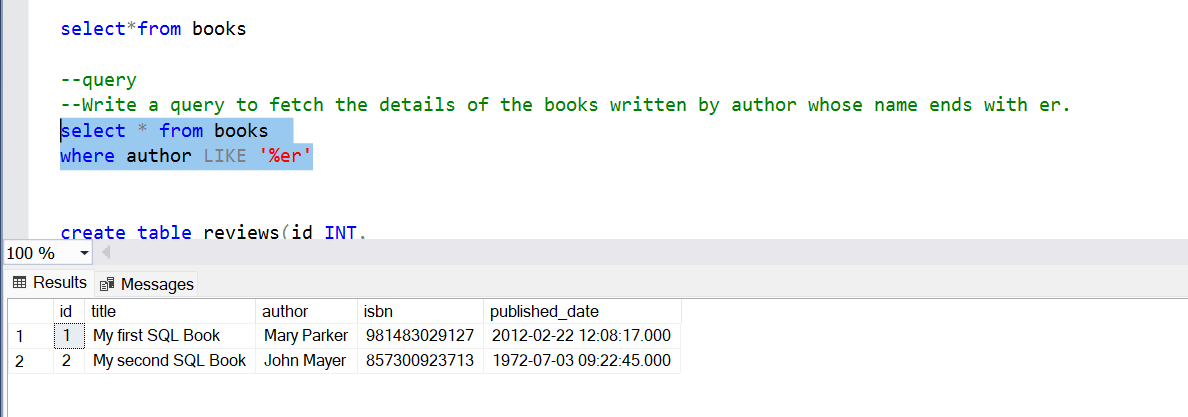 select*from books
--query
--Write a query to fetch the details of the books written by author whose name ends with er.
select * from books
where author LIKE '%er'
create table reviews(id INT,
100 %
Results Messages
id title author isbn published_date
1 1 My first SQL Book Mary Parker 981483029127 2012-02-22 12:08:17.000
2 2 My second SQL Book John Mayer 857300923713 1972-07-03 09:22:45.000